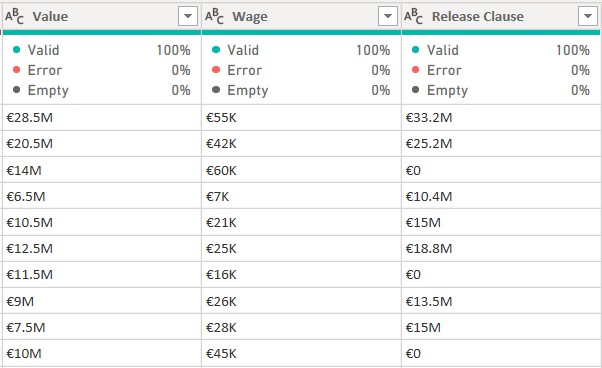 ABC Value ABC Wage ABC Release Clause
Valid 100% Valid 100% Valid 100%
Error 0% Error 0% Error 0%
Empty 0% Empty 0% Empty 0%
€28.5M €55K €33.2M
€20.5M €42K €25.2M
€14M €60K €0
€6.5M €7K €10.4M
€10.5M €21K €15M
€12.5M €25K €18.8M
€11.5M €16K €0
€9M €26K €13.5M
€7.5M €28K €15M
€10M €45K €0